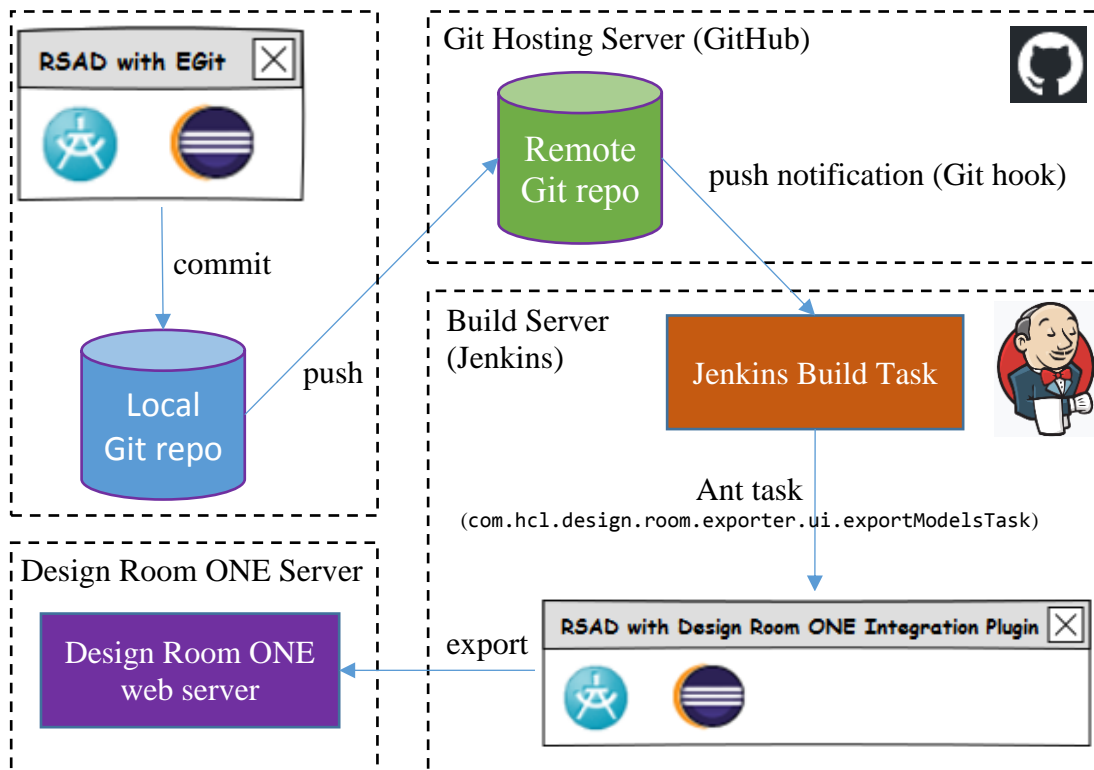 RSAD with EGit
commit
Local
Git repo
push
Git Hosting Server (GitHub)
Remote
Git repo
push notification (Git hook)
Build Server
(Jenkins)
Jenkins Build Task
Ant task
(com.hcl.design.room.exporter.ui.exportModelsTask)
RSAD with Design Room ONE Integration Plugin
export
Design Room ONE Server
Design Room ONE
web server